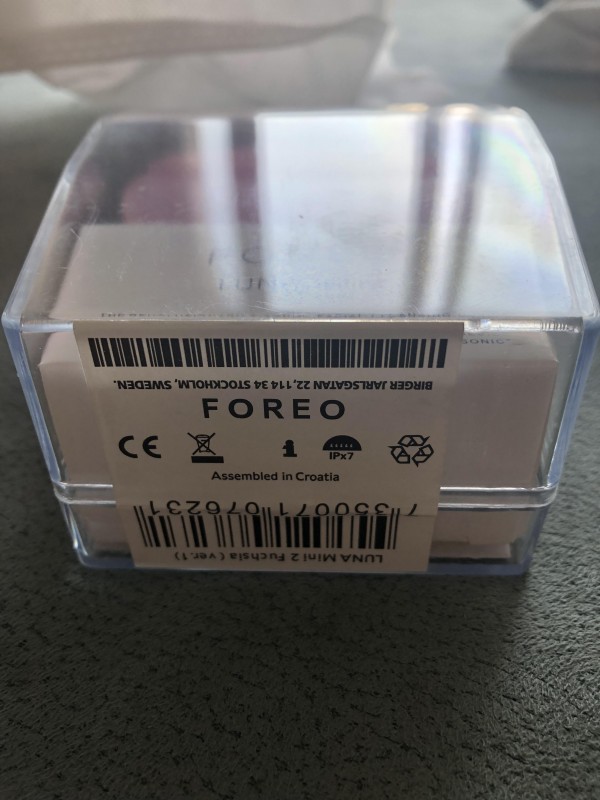 BIRGER JARLSGATAN 22, 114 34 STOCKHOLM, SWEDEN.
FOREO
CE
IPx7
Assembled in Croatia
7 350071 076231
LUNA Mini 2 Fuchsia (ver.1)